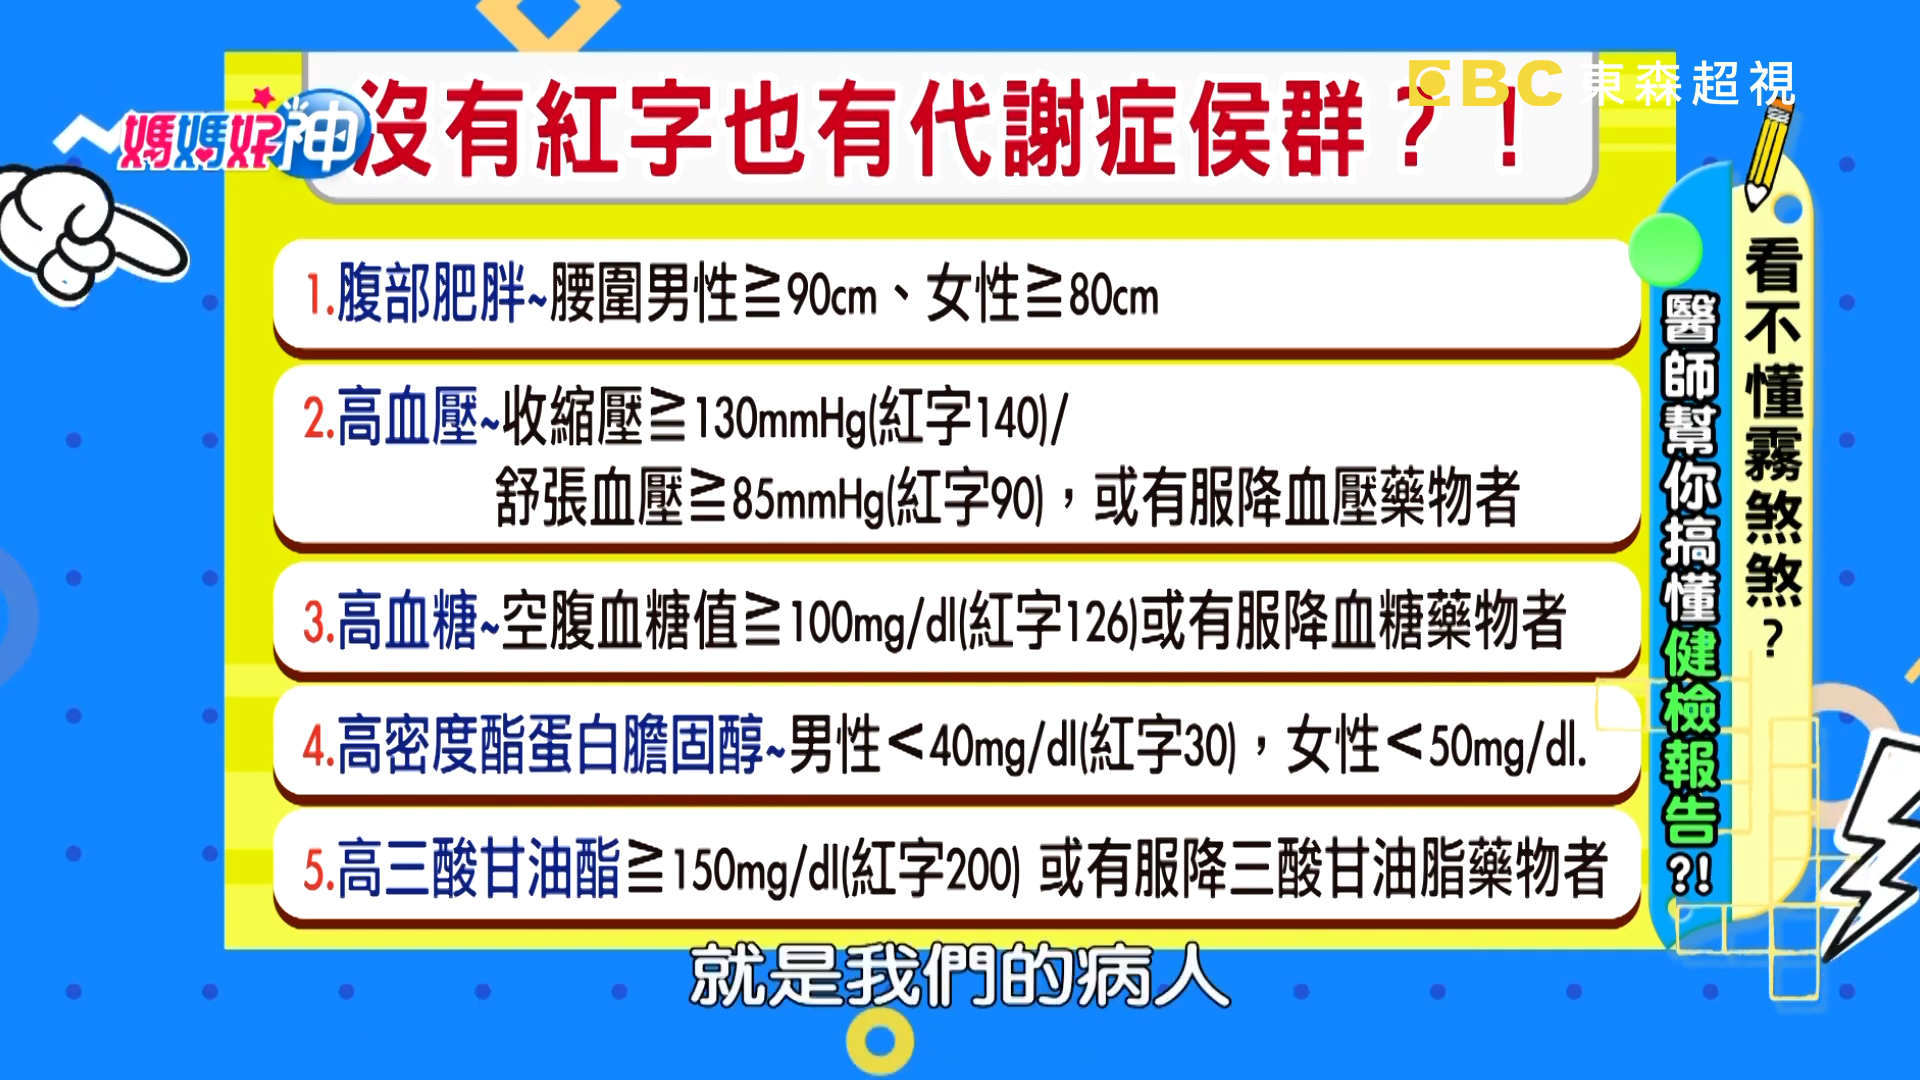 EBC 東森超視
媽媽好神
沒有紅字也有代謝症侯群？！
1.腹部肥胖~腰圍男性≧90cm、女性≧80cm
2.高血壓~收縮壓≧130mmHg(紅字140)/
舒張血壓≧85mmHg(紅字90)，或有服降血壓藥物者
3.高血糖~空腹血糖值≧100mg/dl(紅字126)或有服降血糖藥物者
4.高密度酯蛋白膽固醇~男性＜40mg/dl(紅字30)，女性＜50mg/dl.
5.高三酸甘油酯≧150mg/dl(紅字200) 或有服降三酸甘油脂藥物者
看不懂霧煞煞？
醫師幫你搞懂健檢報告?!
就是我們的病人